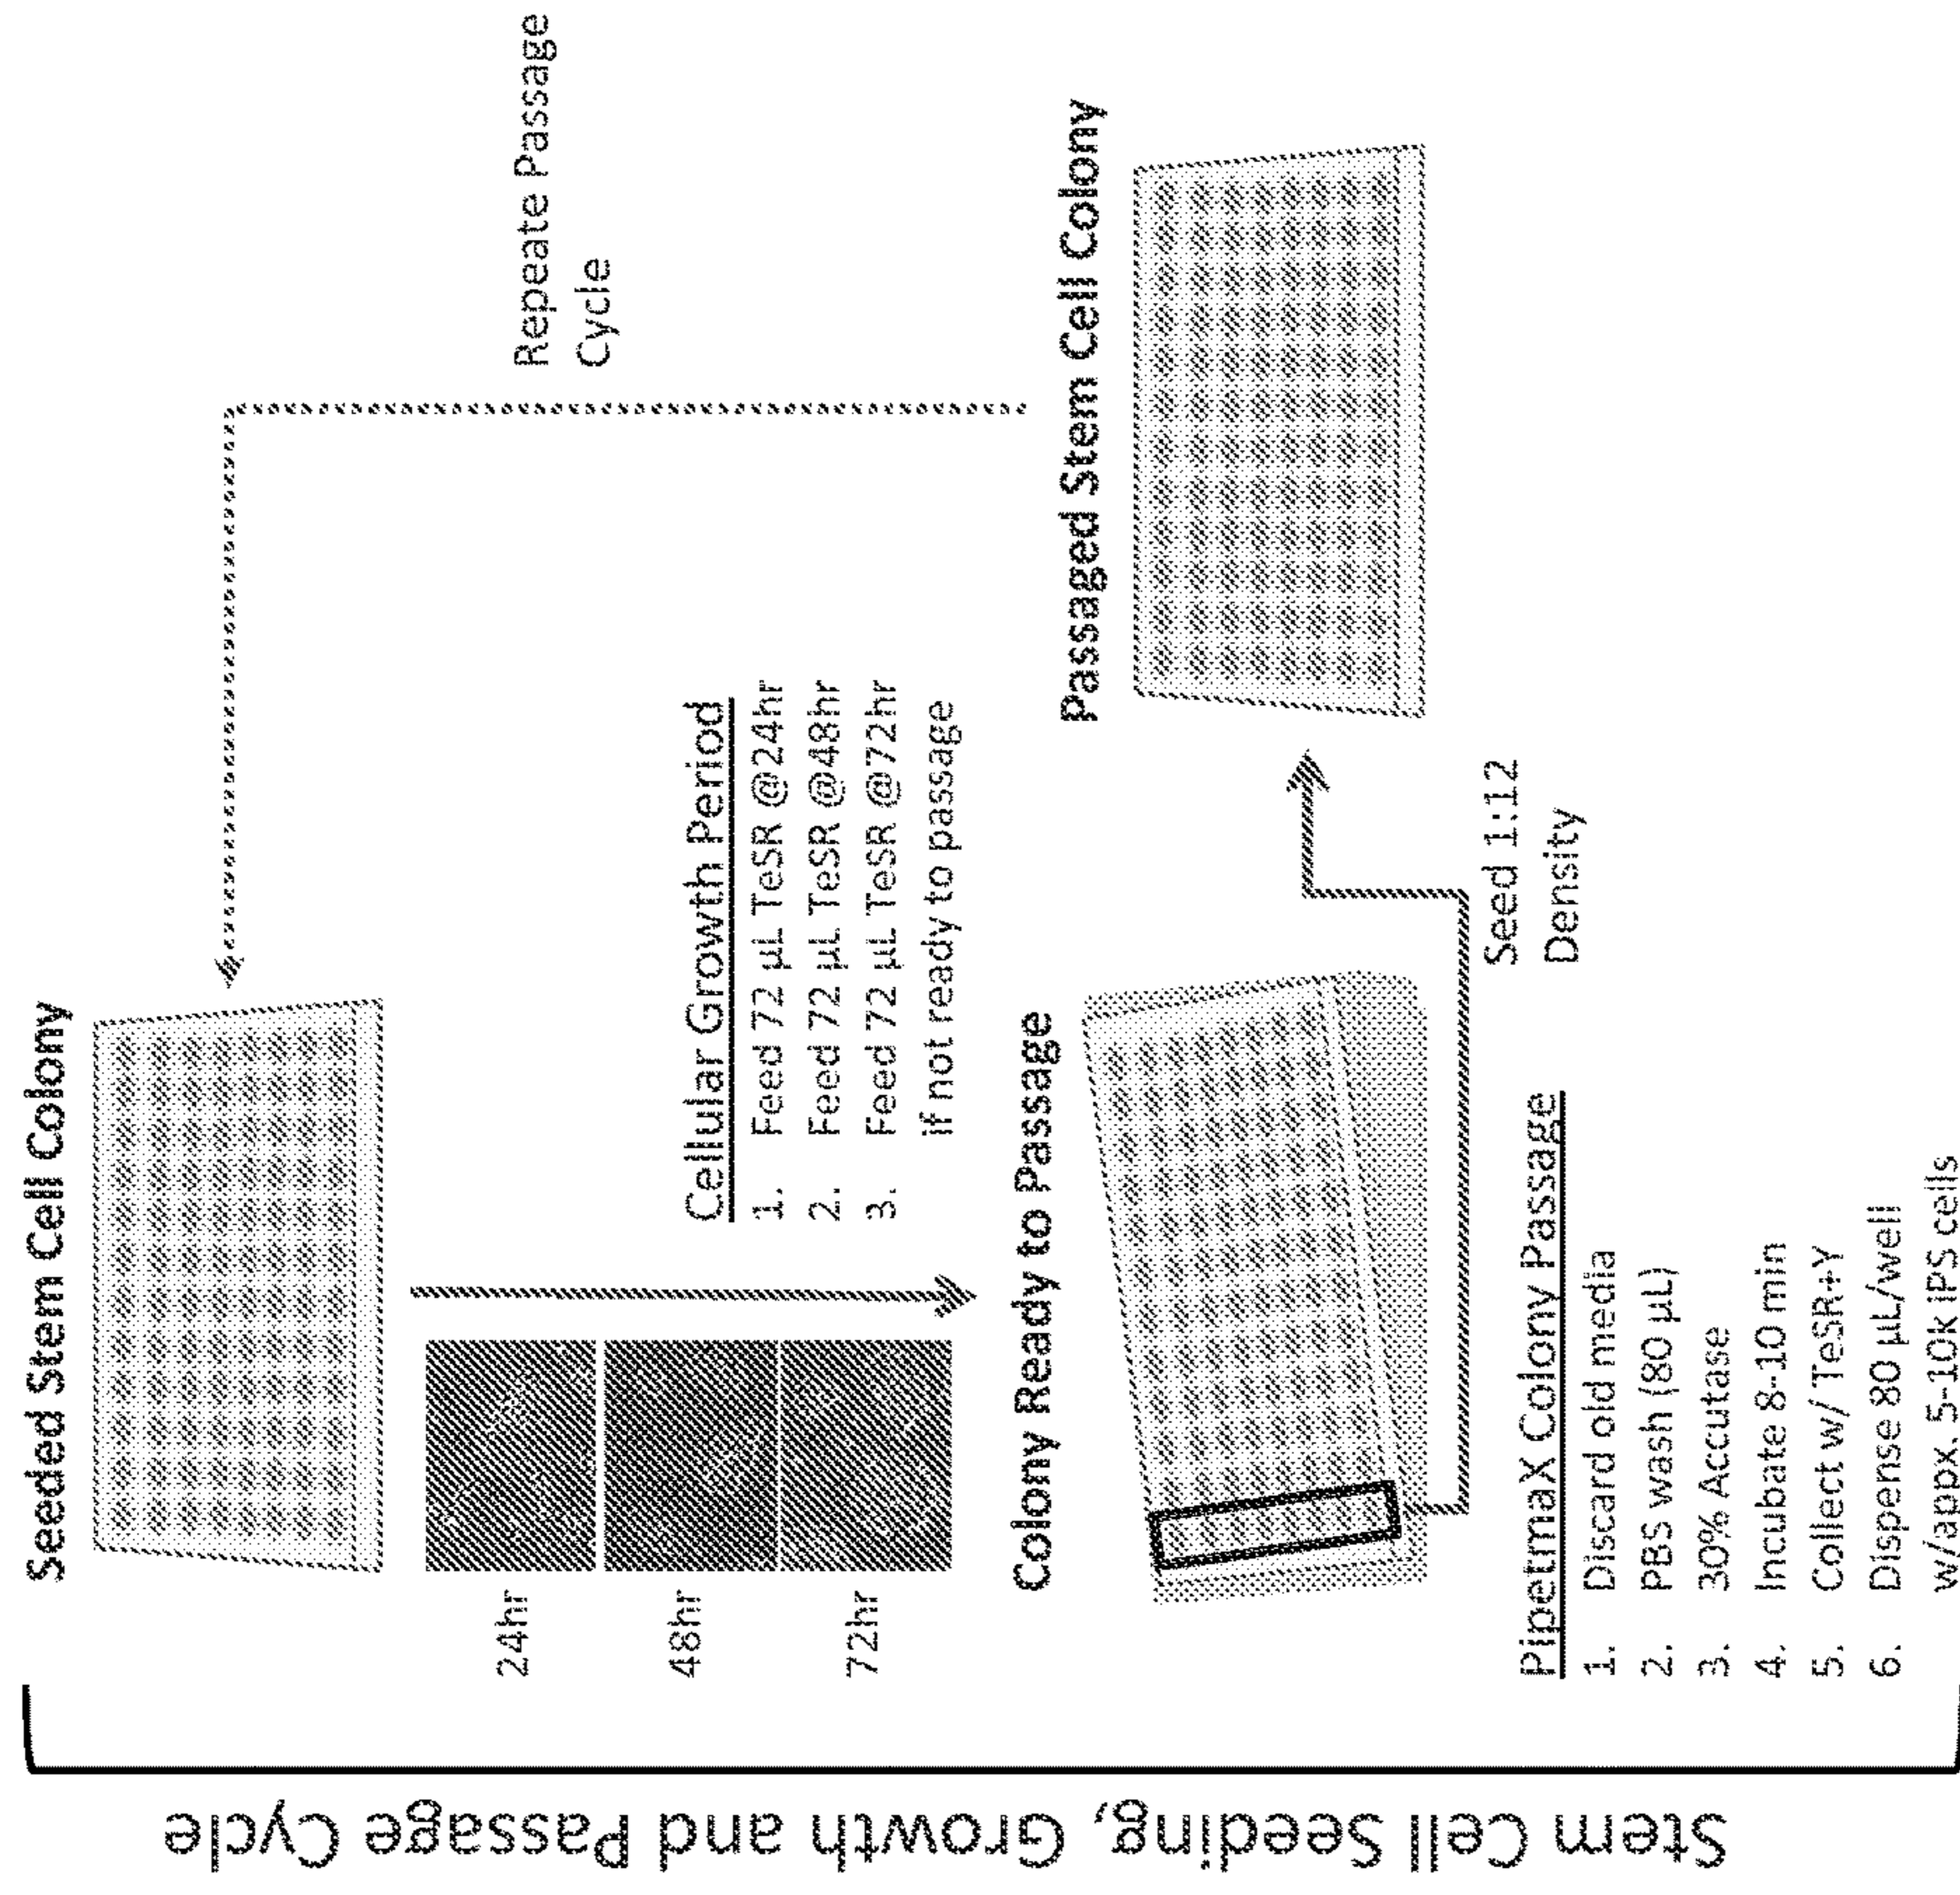 Stem Cell Seeding, Growth and Passage Cycle
Seeded Stem Cell Colony
24hr
48hr
72hr
Cellular Growth Period
1. Feed 72 µL TeSR @24hr
2. Feed 72 µL TeSR @48hr
3. Feed 72 µL TeSR @72hr
if not ready to passage
Repeate Passage
Cycle
Colony Ready to Passage
PipetmaX Colony Passage
1. Discard old media
2. PBS wash (80 µL)
3. 30% Accutase
4. Incubate 8-10 min
5. Collect w/ TeSR+Y
6. Dispense 80 µL/well
w/appx. 5-10k iPS cells
Seed 1:12
Density
Passaged Stem Cell Colony